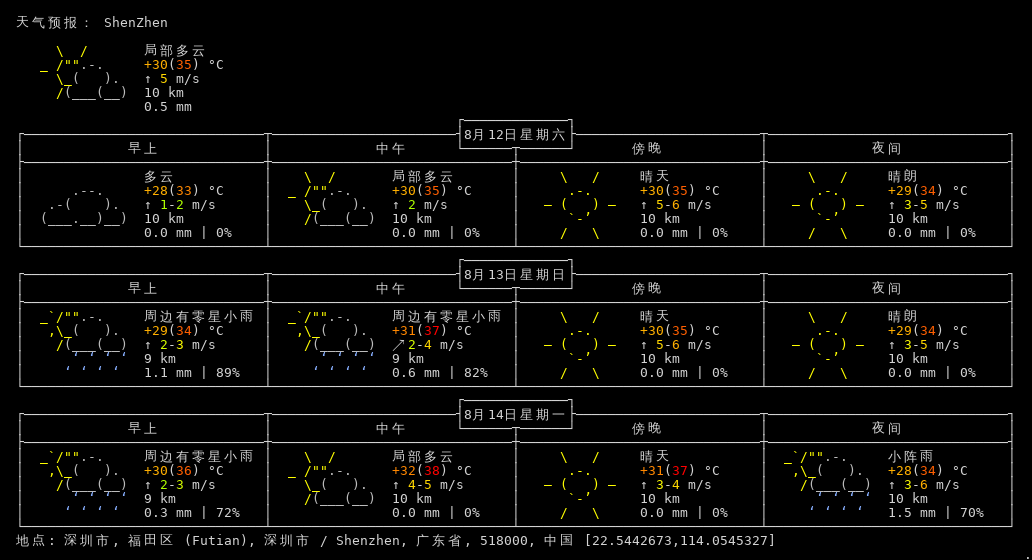 天气预报： ShenZhen
局部多云
+30(35) °C
↑ 5 m/s
10 km
0.5 mm
8月12日星期六
早上 中午 傍晚 夜间
多云 局部多云 晴天 晴朗
+28(33) °C +30(35) °C +30(35) °C +29(34) °C
↑ 1-2 m/s ↑ 2 m/s ↑ 5-6 m/s ↑ 3-5 m/s
10 km 10 km 10 km 10 km
0.0 mm | 0% 0.0 mm | 0% 0.0 mm | 0% 0.0 mm | 0%
8月13日星期日
早上 中午 傍晚 夜间
周边有零星小雨 周边有零星小雨 晴天 晴朗
+29(34) °C +31(37) °C +30(35) °C +29(34) °C
↑ 2-3 m/s ↗ 2-4 m/s ↑ 5-6 m/s ↑ 3-5 m/s
9 km 9 km 10 km 10 km
1.1 mm | 89% 0.6 mm | 82% 0.0 mm | 0% 0.0 mm | 0%
8月14日星期一
早上 中午 傍晚 夜间
周边有零星小雨 局部多云 晴天 小阵雨
+30(36) °C +32(38) °C +31(37) °C +28(34) °C
↑ 2-3 m/s ↑ 4-5 m/s ↑ 3-4 m/s ↑ 3-6 m/s
9 km 10 km 10 km 10 km
0.3 mm | 72% 0.0 mm | 0% 0.0 mm | 0% 1.5 mm | 70%
地点: 深圳市, 福田区 (Futian), 深圳市 / Shenzhen, 广东省, 518000, 中国 [22.5442673,114.0545327]